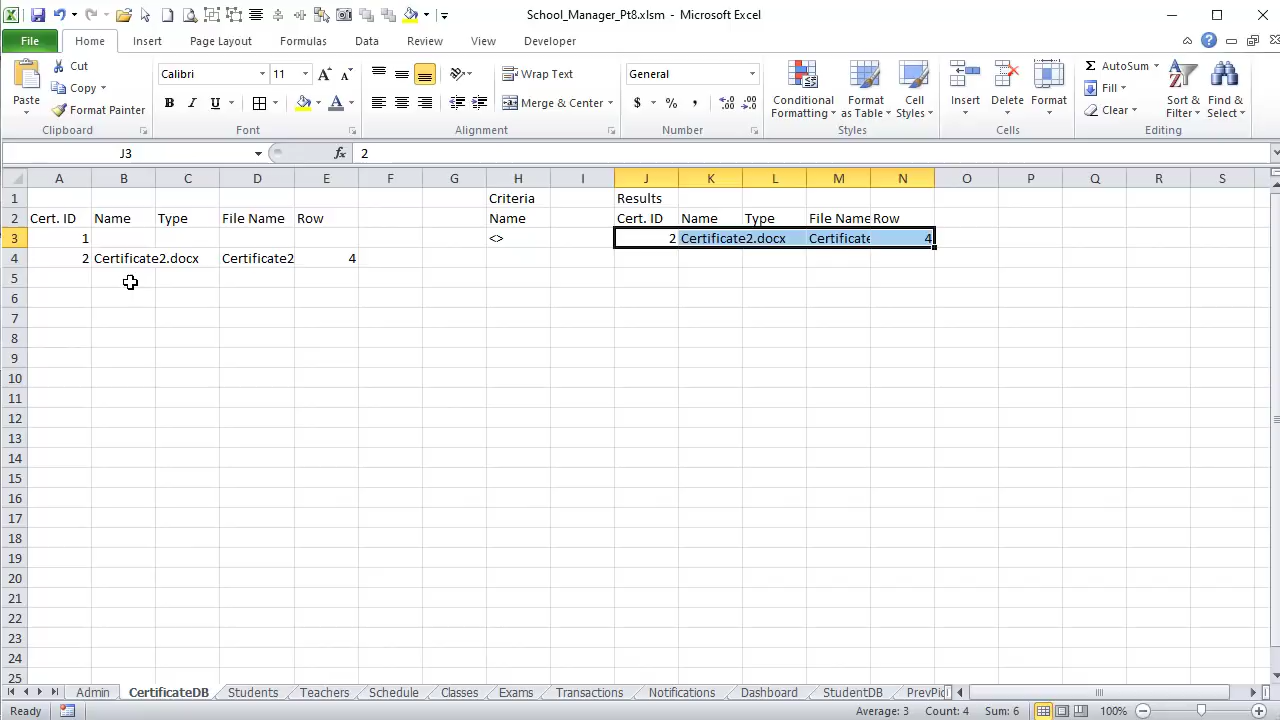 School_Manager_Pt8.xlsm - Microsoft Excel
File Home Insert Page Layout Formulas Data Review View Developer
Paste
Cut
Copy
Format Painter
Clipboard
Calibri 11
B I U
Font
Wrap Text
Merge & Center
Alignment
General
$ % , .00
Number
Conditional Formatting
Format as Table
Cell Styles
Styles
Insert Delete Format
Cells
Σ AutoSum
Fill
Clear
Sort & Filter
Find & Select
Editing
J3 fx 2
A B C D E F G H I J K L M N O P Q R S
1 Criteria Results
2 Cert. ID Name Type File Name Row Name Cert. ID Name Type File Name Row
3 1 <> 2 Certificate2.docx Certificate 4
4 2 Certificate2.docx Certificate2 4
5
6
7
8
9
10
11
12
13
14
15
16
17
18
19
20
21
22
23
24
25
Admin CertificateDB Students Teachers Schedule Classes Exams Transactions Notifications Dashboard StudentDB PrevPic
Ready Average: 3 Count: 4 Sum: 6 100%